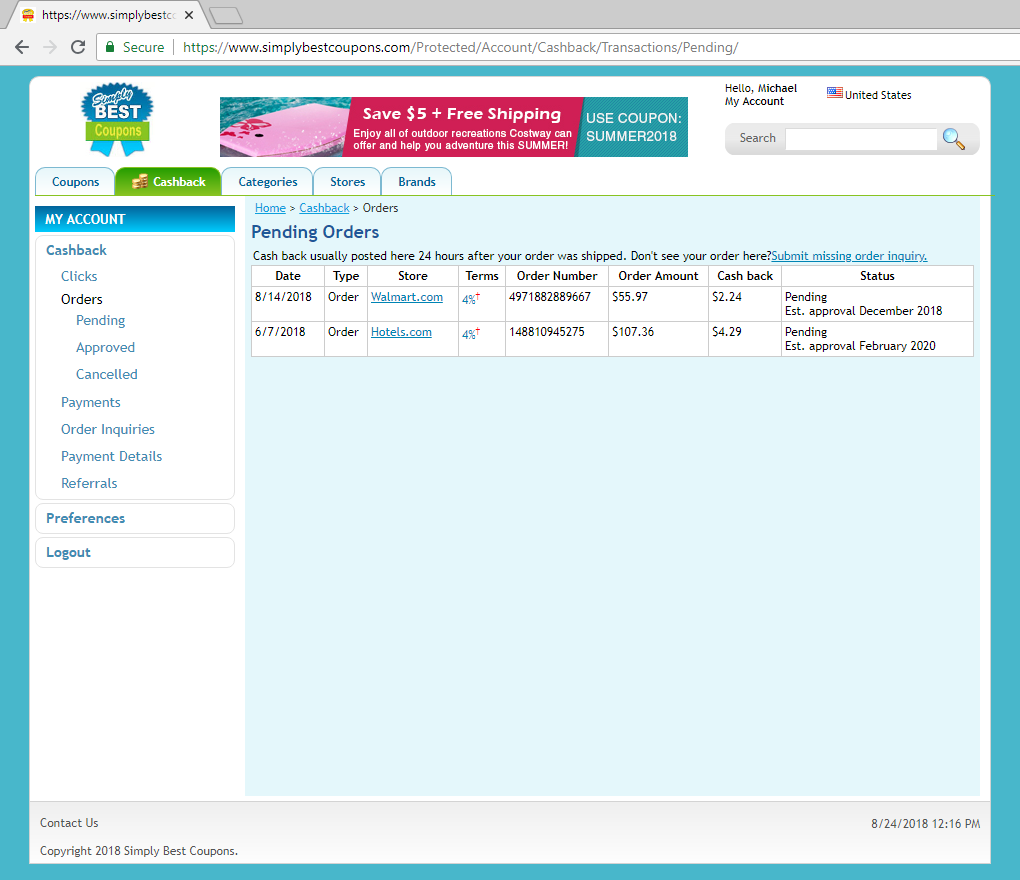 https://www.simplybestco
Secure https://www.simplybestcoupons.com/Protected/Account/Cashback/Transactions/Pending/
Simply
BEST
Coupons
Save $5 + Free Shipping
Enjoy all of outdoor recreations Costway can
offer and help you adventure this SUMMER!
USE COUPON:
SUMMER2018
Hello, Michael
My Account
United States
Search
Coupons Cashback Categories Stores Brands
MY ACCOUNT
Cashback
Clicks
Orders
Pending
Approved
Cancelled
Payments
Order Inquiries
Payment Details
Referrals
Preferences
Logout
Home > Cashback > Orders
Pending Orders
Cash back usually posted here 24 hours after your order was shipped. Don't see your order here?Submit missing order inquiry.
Date Type Store Terms Order Number Order Amount Cash back Status
8/14/2018 Order Walmart.com 4%† 4971882889667 $55.97 $2.24 Pending
Est. approval December 2018
6/7/2018 Order Hotels.com 4%† 148810945275 $107.36 $4.29 Pending
Est. approval February 2020
Contact Us
8/24/2018 12:16 PM
Copyright 2018 Simply Best Coupons.